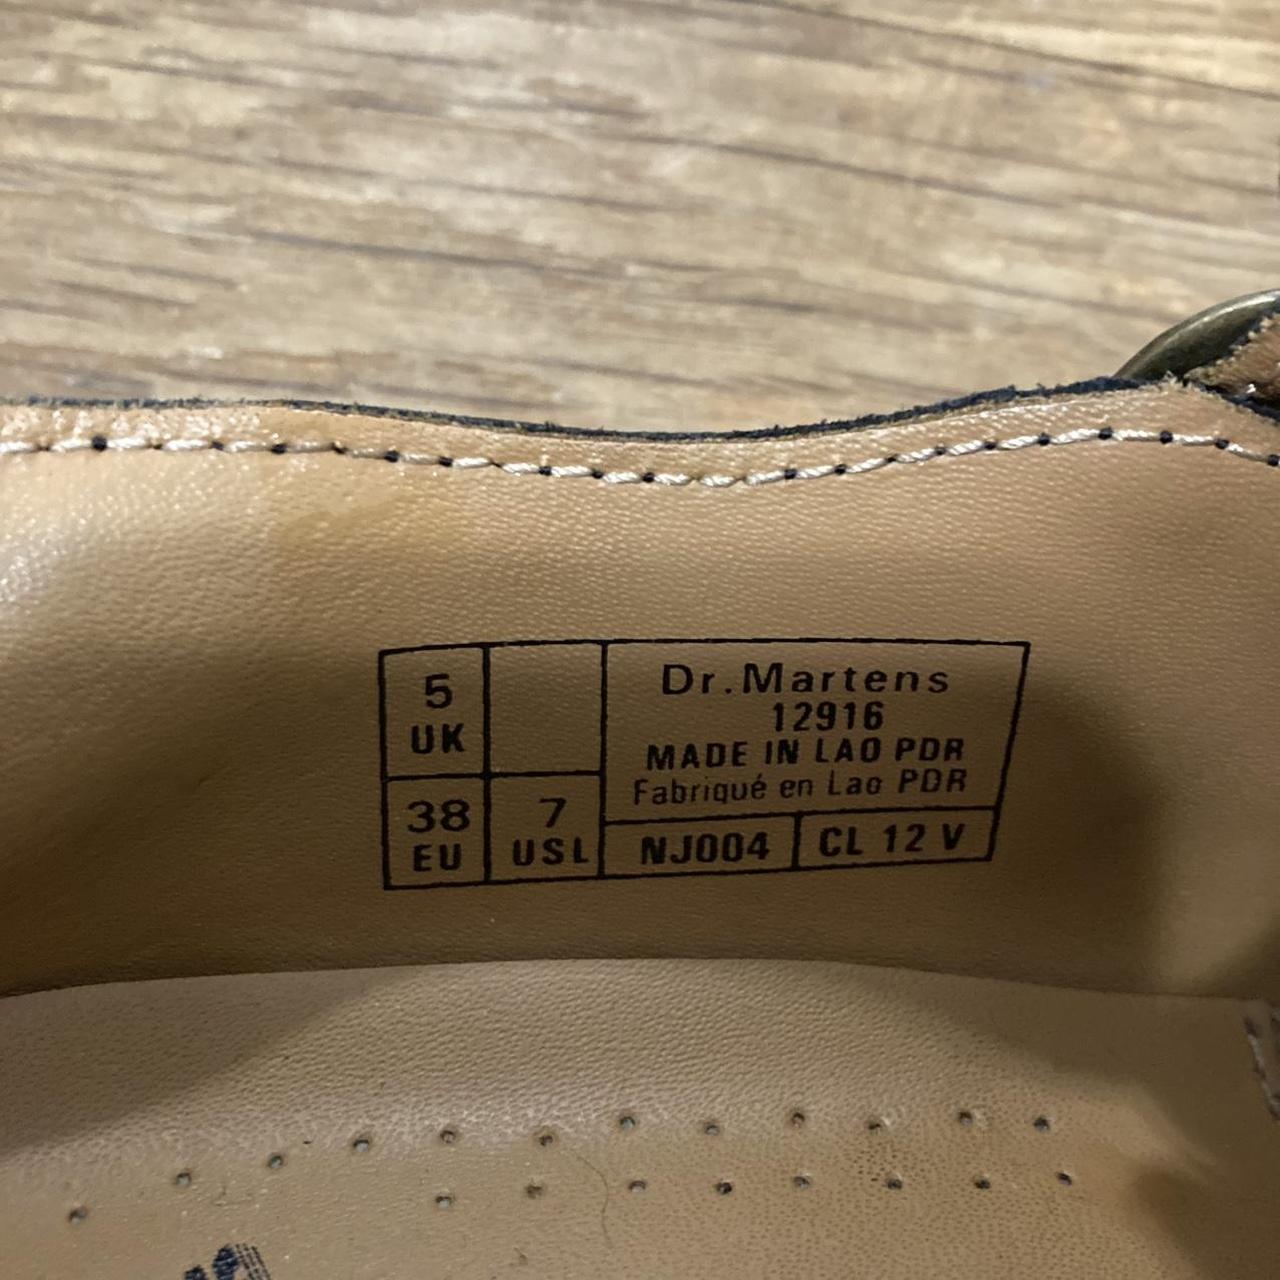 5
UK
38
EU
7
USL
Dr.Martens
12916
MADE IN LAO PDR
Fabriqué en Lao PDR
NJ004
CL 12 V